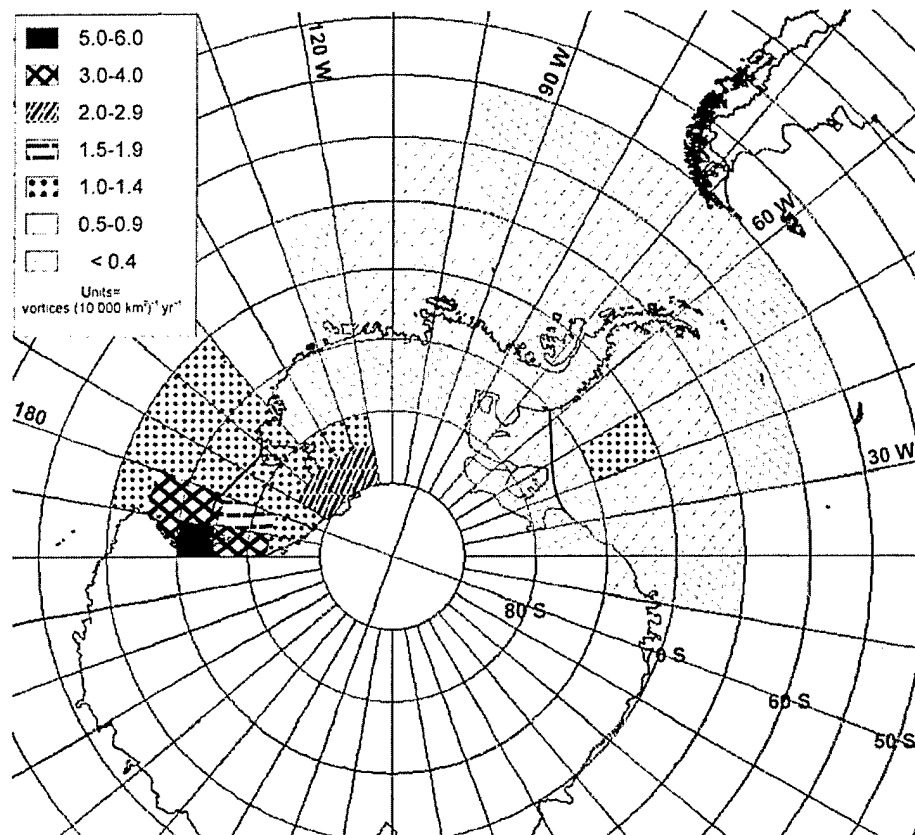 5.0-6.0
3.0-4.0
2.0-2.9
1.5-1.9
1.0-1.4
0.5-0.9
< 0.4
Units=
vortices (10 000 km²)⁻¹ yr⁻¹
120 W
90 W
60 W
180
30 W
80 S
70 S
60 S
50 S